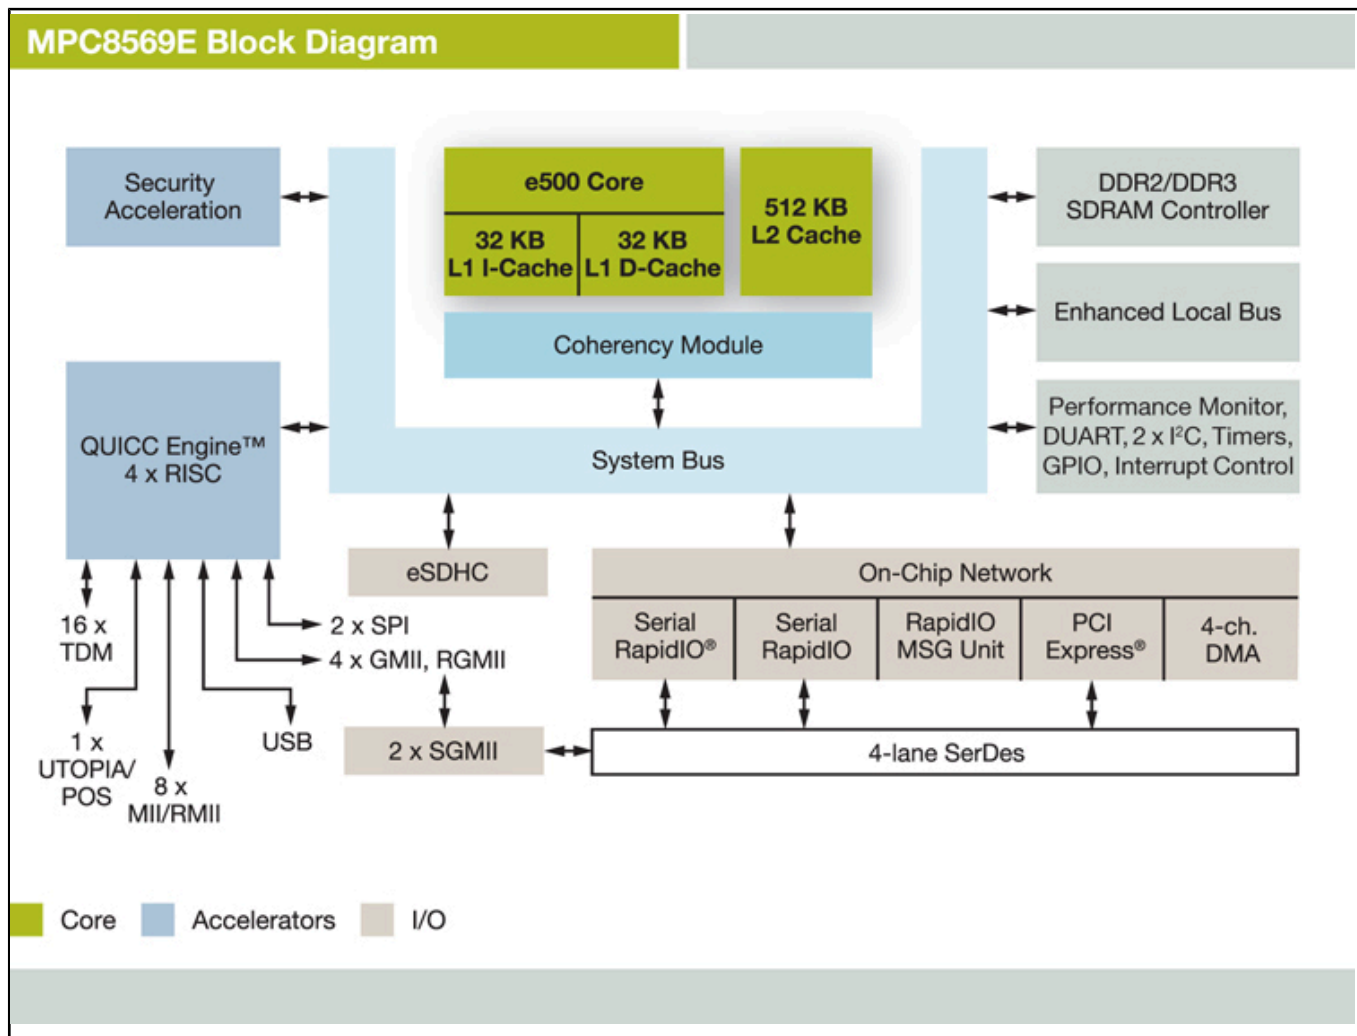 MPC8569E Block Diagram
Security
Acceleration
e500 Core
32 KB
L1 I-Cache
32 KB
L1 D-Cache
512 KB
L2 Cache
DDR2/DDR3
SDRAM Controller
Enhanced Local Bus
Coherency Module
Performance Monitor,
DUART, 2 x I²C, Timers,
GPIO, Interrupt Control
QUICC Engine™
4 x RISC
System Bus
eSDHC
On-Chip Network
Serial
RapidIO®
Serial
RapidIO
RapidIO
MSG Unit
PCI
Express®
4-ch.
DMA
16 x
TDM
2 x SPI
4 x GMII, RGMII
1 x
UTOPIA/
POS
8 x
MII/RMII
USB
2 x SGMII
4-lane SerDes
Core
Accelerators
I/O